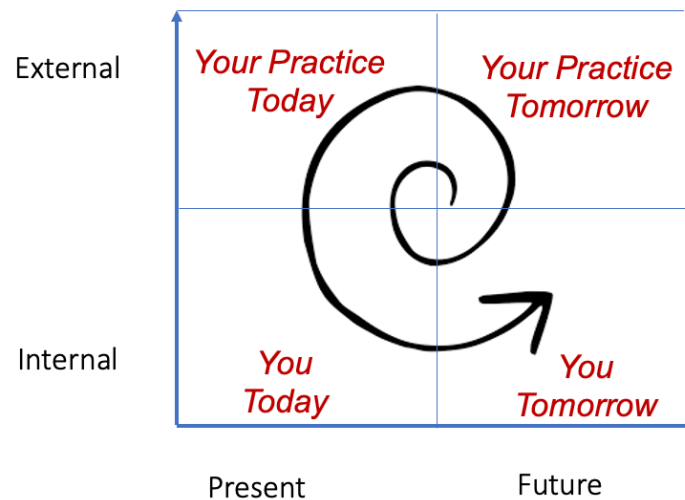 External
Your Practice
Today
Your Practice
Tomorrow
Internal
You
Today
You
Tomorrow
Present
Future